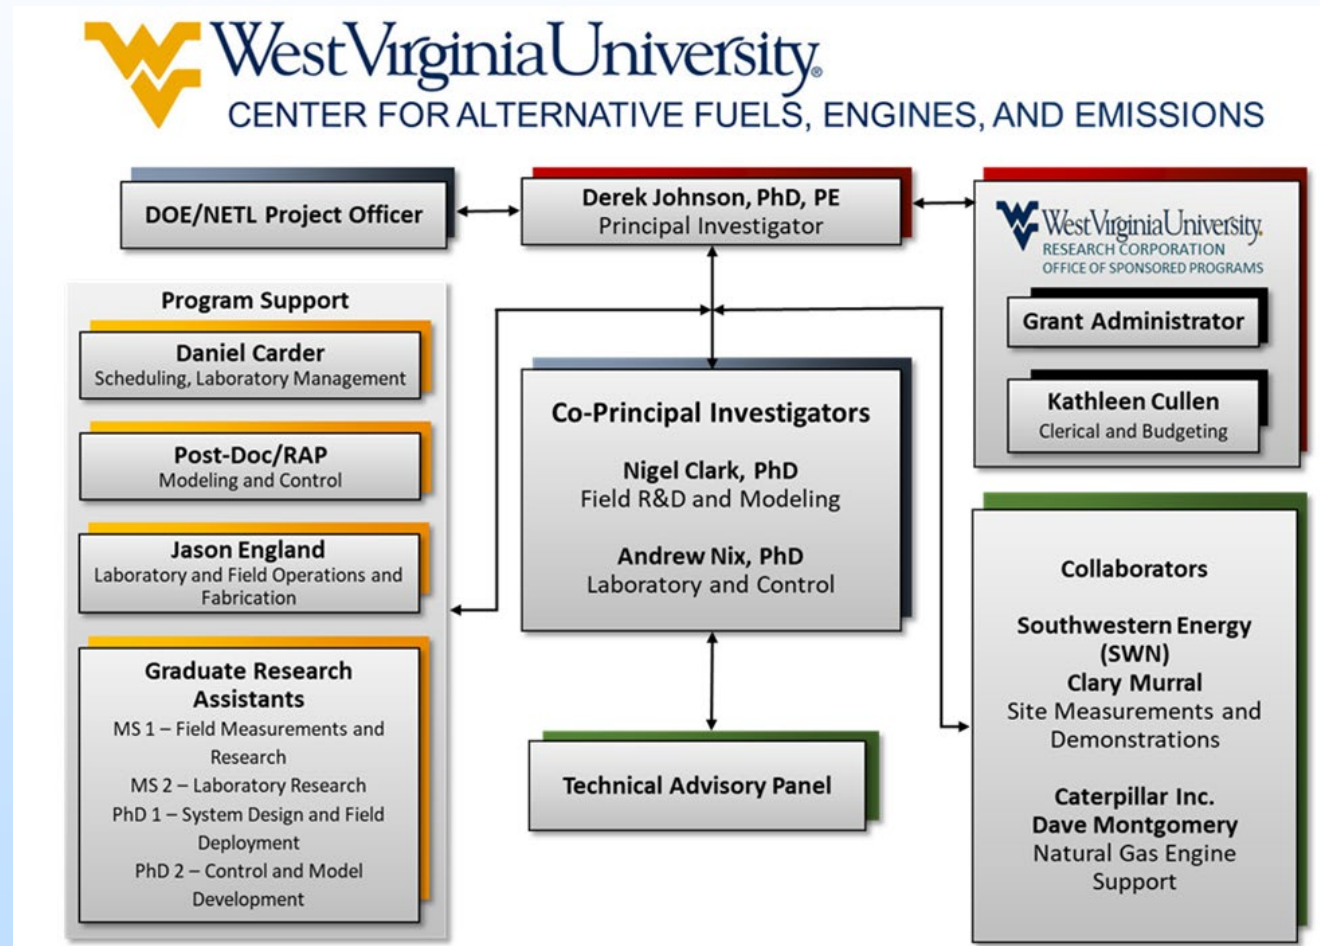 WestVirginiaUniversity®
CENTER FOR ALTERNATIVE FUELS, ENGINES, AND EMISSIONS
DOE/NETL Project Officer
Derek Johnson, PhD, PE
Principal Investigator
WestVirginiaUniversity.
RESEARCH CORPORATION
OFFICE OF SPONSORED PROGRAMS
Grant Administrator
Kathleen Cullen
Clerical and Budgeting
Program Support
Daniel Carder
Scheduling, Laboratory Management
Post-Doc/RAP
Modeling and Control
Jason England
Laboratory and Field Operations and
Fabrication
Graduate Research
Assistants
MS 1 – Field Measurements and
Research
MS 2 – Laboratory Research
PhD 1 – System Design and Field
Deployment
PhD 2 – Control and Model
Development
Co-Principal Investigators
Nigel Clark, PhD
Field R&D and Modeling
Andrew Nix, PhD
Laboratory and Control
Technical Advisory Panel
Collaborators
Southwestern Energy
(SWN)
Clary Murral
Site Measurements and
Demonstrations
Caterpillar Inc.
Dave Montgomery
Natural Gas Engine
Support